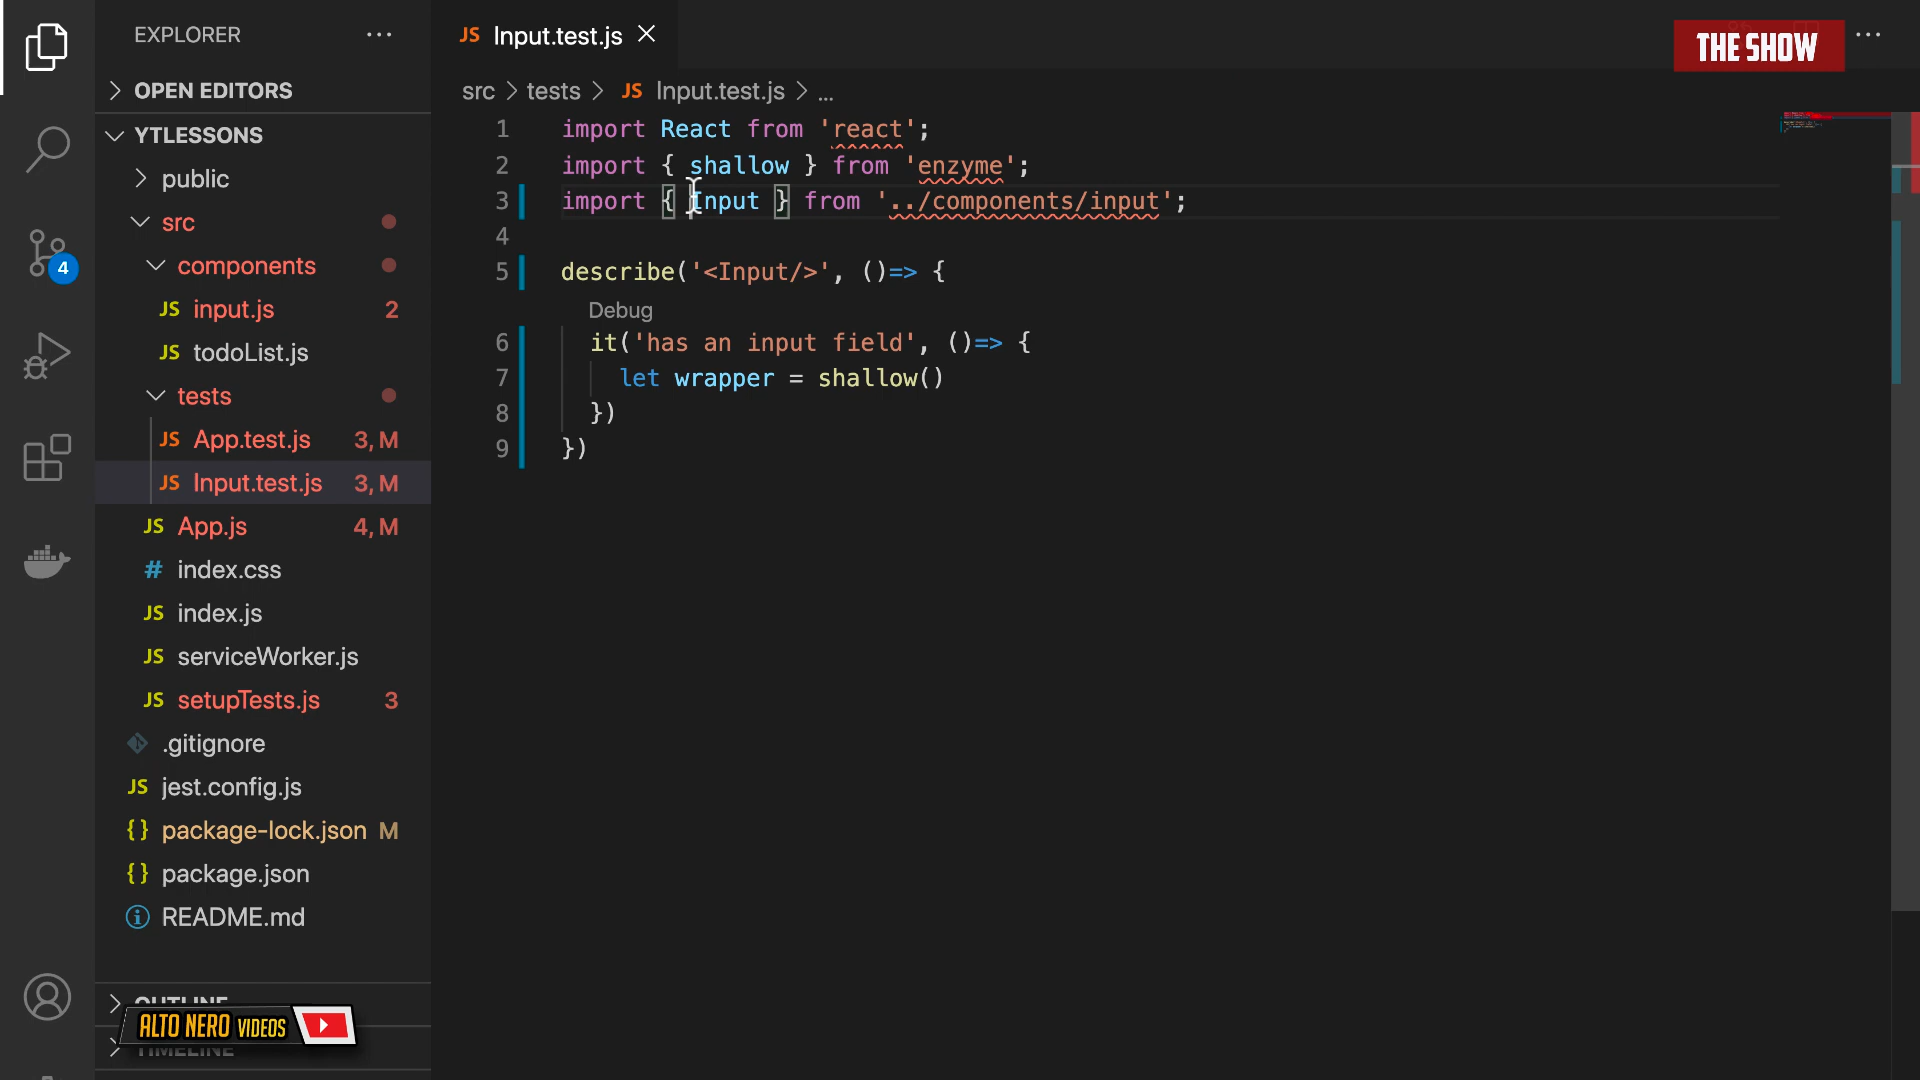 EXPLORER
OPEN EDITORS
YTLESSONS
public
src
components
JS input.js 2
JS todoList.js
tests
JS App.test.js 3, M
JS Input.test.js 3, M
JS App.js 4, M
# index.css
JS index.js
JS serviceWorker.js
JS setupTests.js 3
.gitignore
JS jest.config.js
{} package-lock.json M
{} package.json
README.md
OUTLINE
ALTO NERO VIDEOS
TIMELINE
4
JS Input.test.js
THE SHOW
src > tests > JS Input.test.js > ...
1 import React from 'react';
2 import { shallow } from 'enzyme';
3 import { Input } from '../components/input';
4
5 describe('<Input/>', ()=> {
Debug
6 it('has an input field', ()=> {
7 let wrapper = shallow()
8 })
9 })